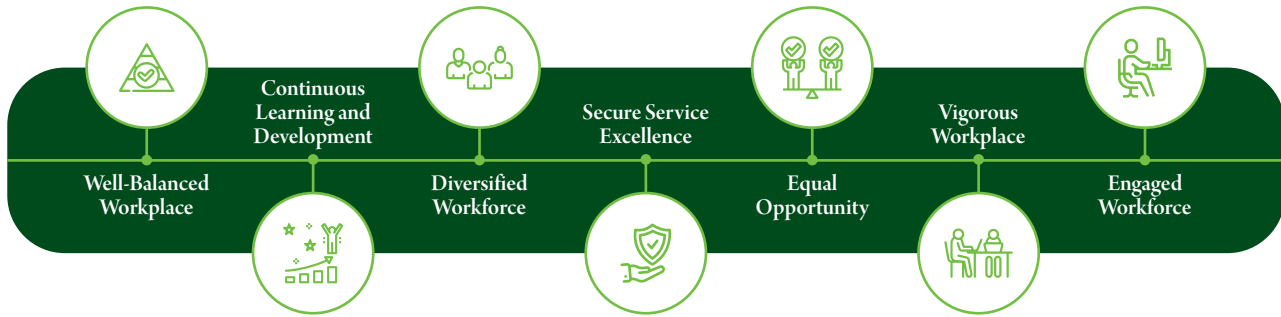 Well-Balanced
Workplace
Continuous
Learning and
Development
Diversified
Workforce
Secure Service
Excellence
Equal
Opportunity
Vigorous
Workplace
Engaged
Workforce